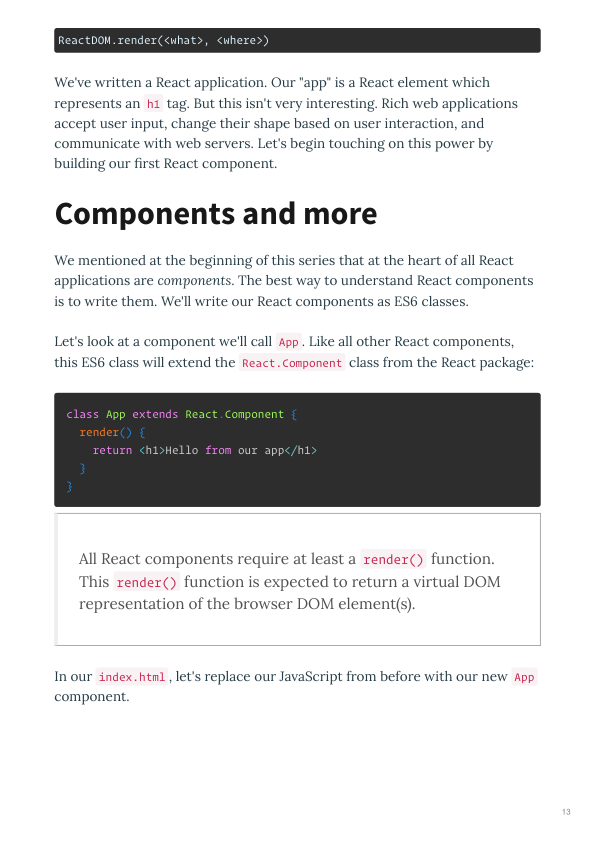 ReactDOM.render(<what>, <where>)
We've written a React application. Our "app" is a React element which
represents an h1 tag. But this isn't very interesting. Rich web applications
accept user input, change their shape based on user interaction, and
communicate with web servers. Let's begin touching on this power by
building our first React component.
Components and more
We mentioned at the beginning of this series that at the heart of all React
applications are components. The best way to understand React components
is to write them. We'll write our React components as ES6 classes.
Let's look at a component we'll call App. Like all other React components,
this ES6 class will extend the React.Component class from the React package:
class App extends React.Component {
  render() {
    return <h1>Hello from our app</h1>
  }
}
All React components require at least a render() function.
This render() function is expected to return a virtual DOM
representation of the browser DOM element(s).
In our index.html, let's replace our JavaScript from before with our new App
component.
13